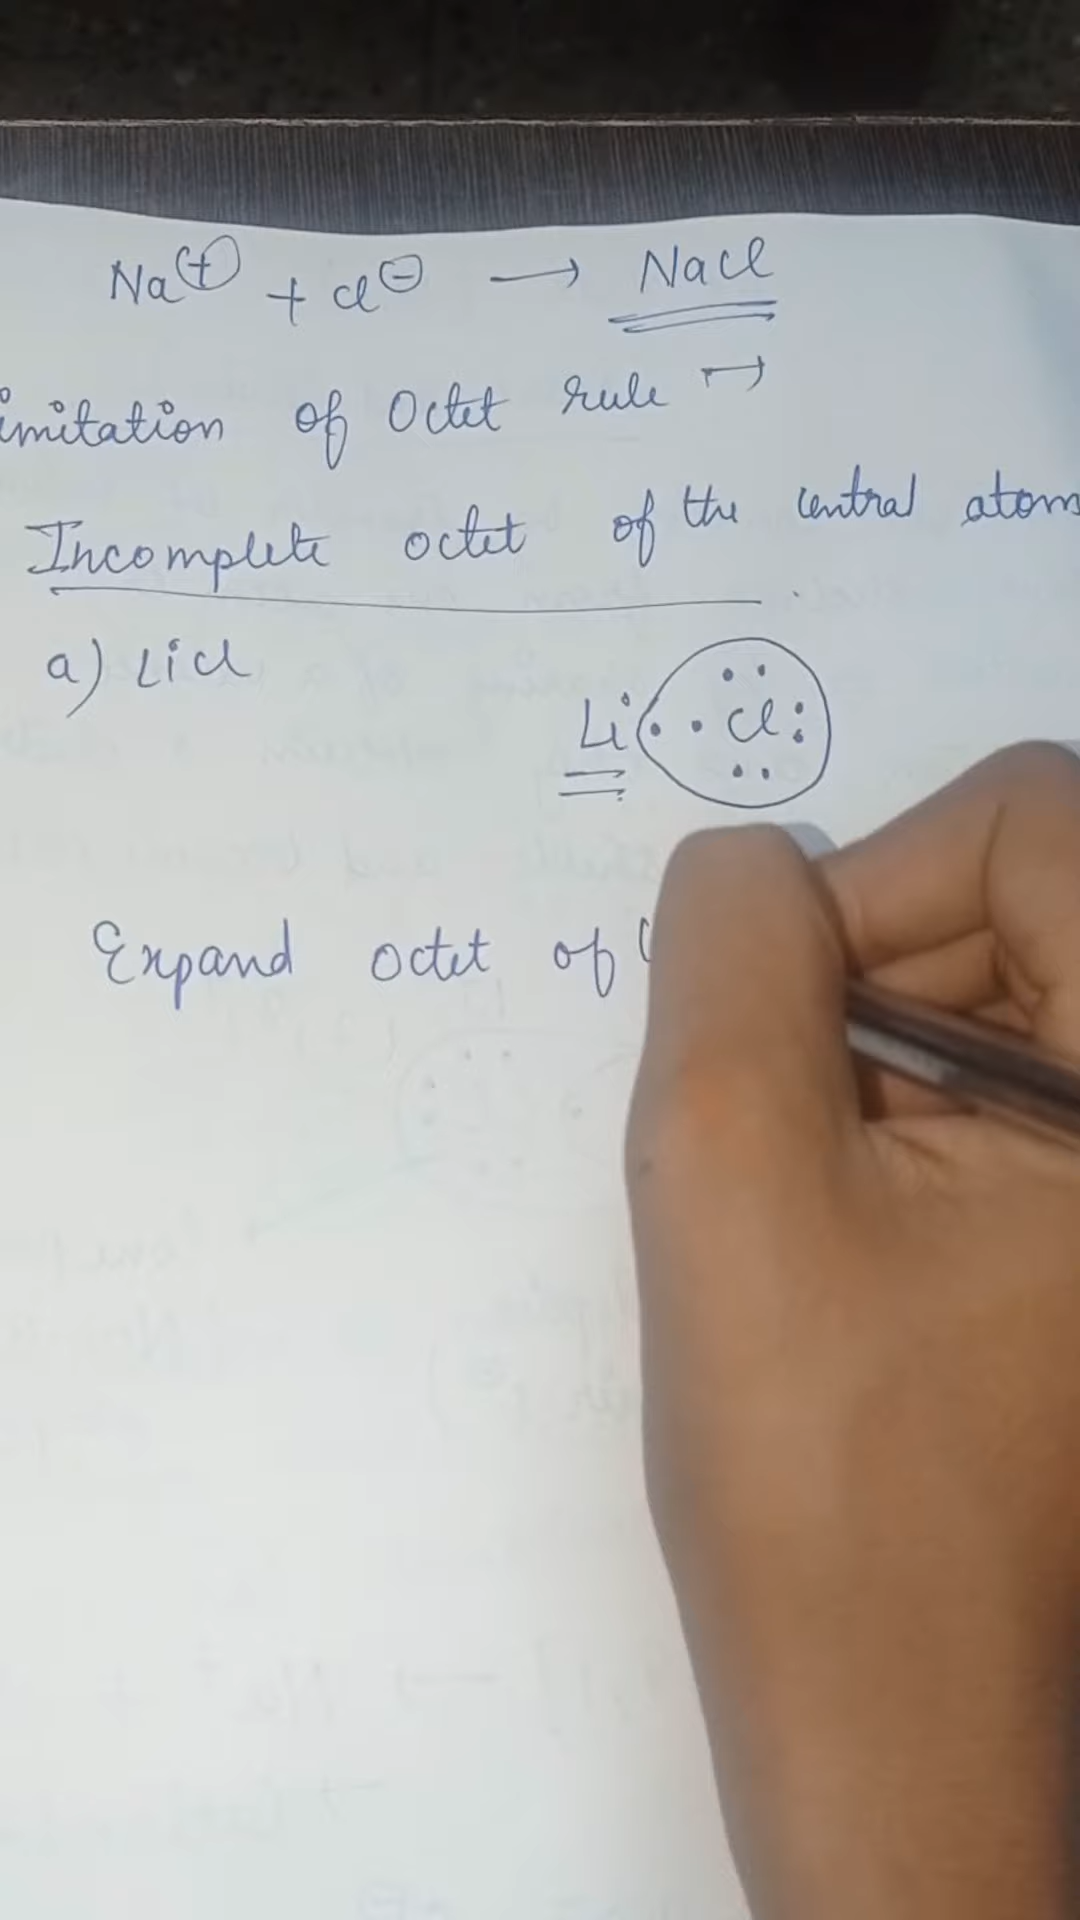 Na⊕ + Cl⊖ → NaCl
imitation of Octet rule →
Incomplete octet of the central atom
a) LiCl
Li Cl
Expand octet of